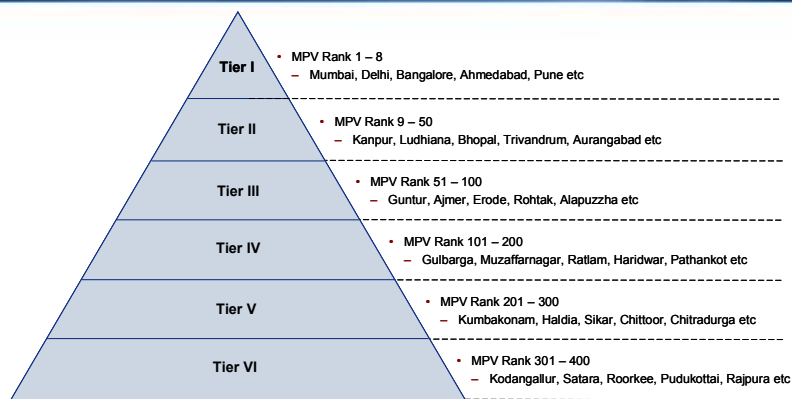 Tier I
• MPV Rank 1 – 8
– Mumbai, Delhi, Bangalore, Ahmedabad, Pune etc
Tier II
• MPV Rank 9 – 50
– Kanpur, Ludhiana, Bhopal, Trivandrum, Aurangabad etc
Tier III
• MPV Rank 51 – 100
– Guntur, Ajmer, Erode, Rohtak, Alapuzzha etc
Tier IV
• MPV Rank 101 – 200
– Gulbarga, Muzaffarnagar, Ratlam, Haridwar, Pathankot etc
Tier V
• MPV Rank 201 – 300
– Kumbakonam, Haldia, Sikar, Chittoor, Chitradurga etc
Tier VI
• MPV Rank 301 – 400
– Kodangallur, Satara, Roorkee, Pudukottai, Rajpura etc